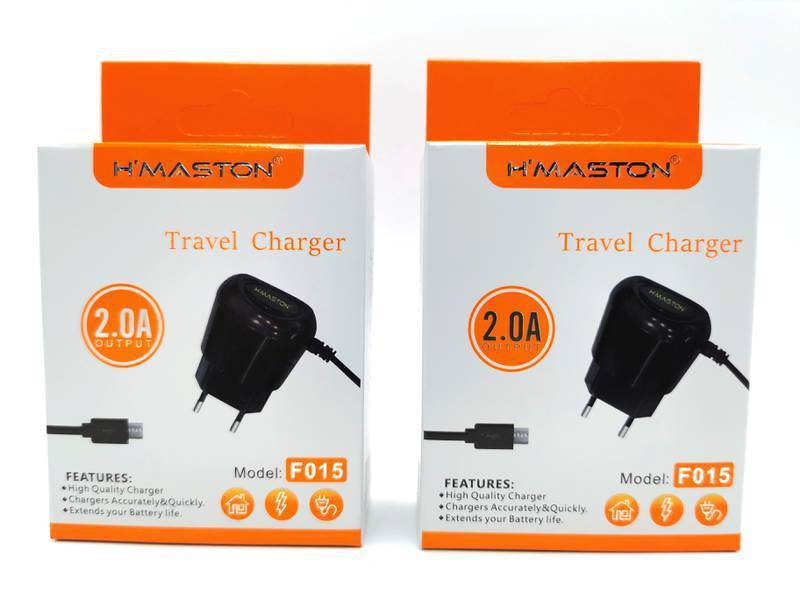 H'MASTON®
Travel Charger
H'MASTON
2.0A
OUTPUT
FEATURES:
High Quality Charger
Chargers Accurately&Quickly.
Extends your Battery life.
Model: F015
H'MASTON®
Travel Charger
H'MASTON
2.0A
OUTPUT
FEATURES:
High Quality Charger
Chargers Accurately&Quickly.
Extends your Battery life.
Model: F015